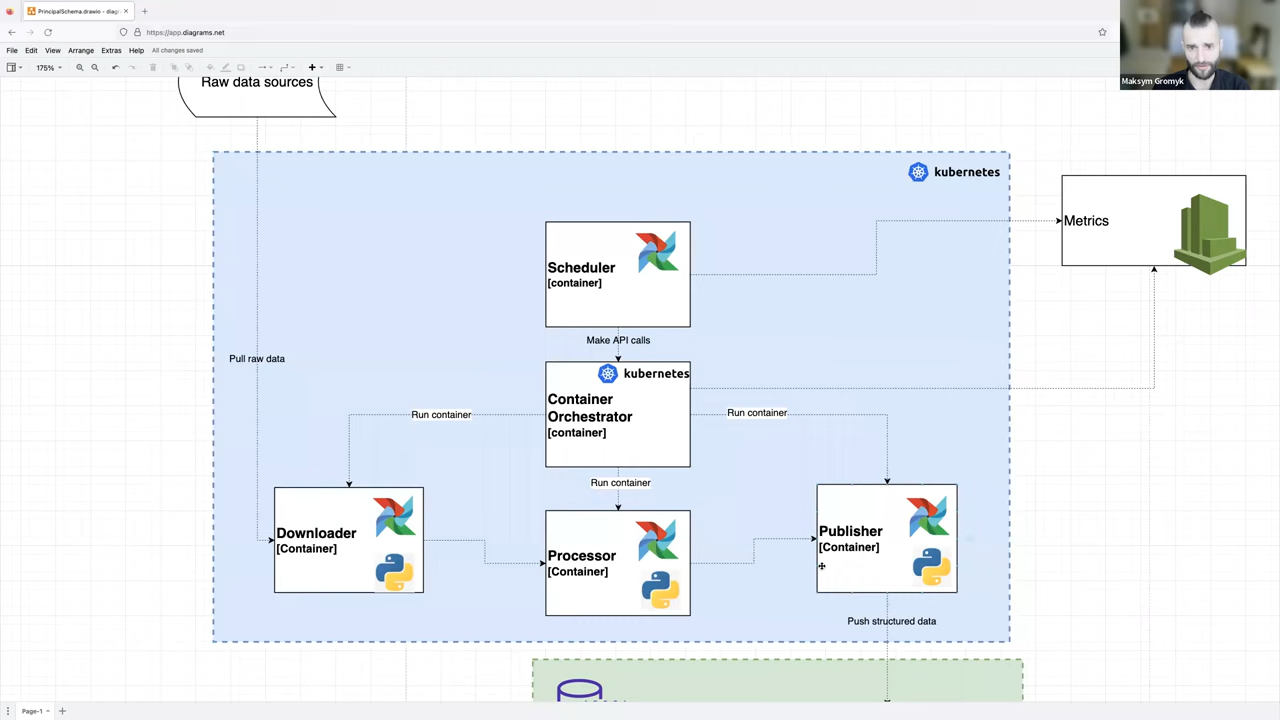 PrincipalSchema.drawio - diag
https://app.diagrams.net
File Edit View Arrange Extras Help All changes saved
175%
Maksym Gromyk
Raw data sources
kubernetes
Metrics
Scheduler
[container]
Make API calls
Pull raw data
kubernetes
Container
Orchestrator
[container]
Run container
Run container
Run container
Downloader
[Container]
Processor
[Container]
Publisher
[Container]
Push structured data
Page-1